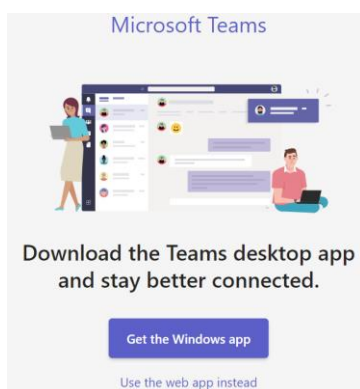 Microsoft Teams
Download the Teams desktop app
and stay better connected.
Get the Windows app
Use the web app instead